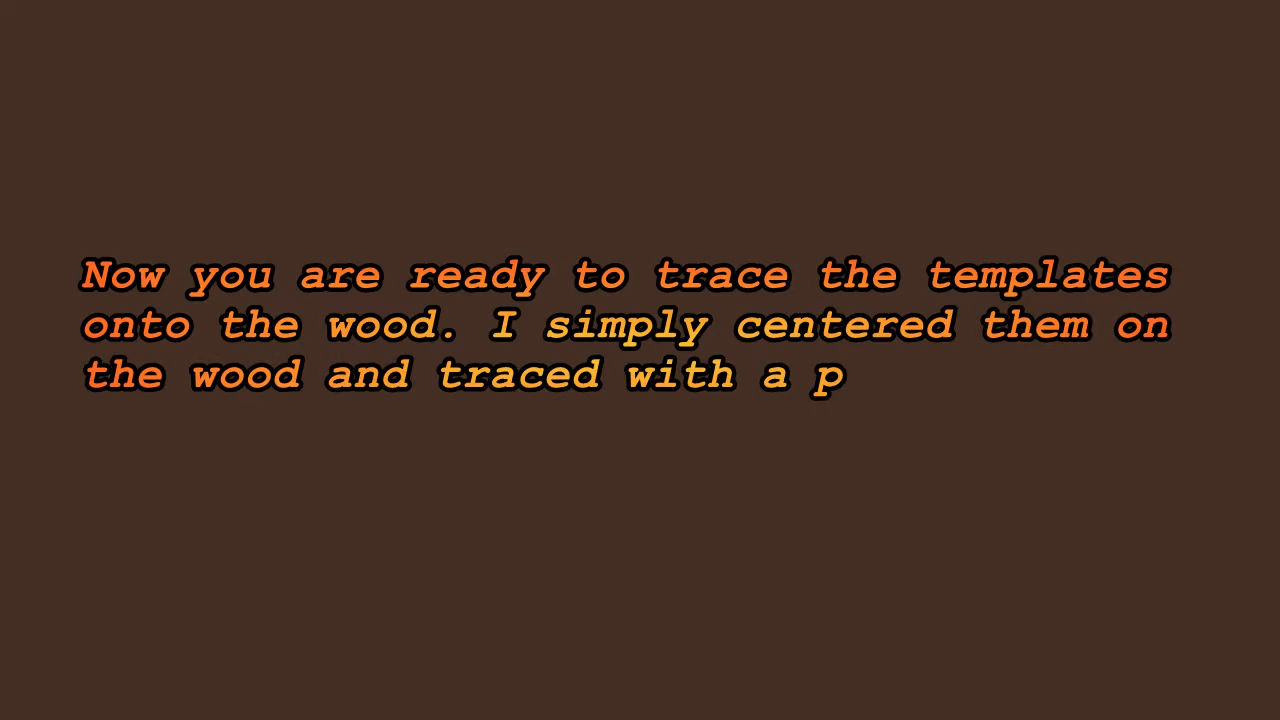 Now you are ready to trace the templates
onto the wood. I simply centered them on
the wood and traced with a p